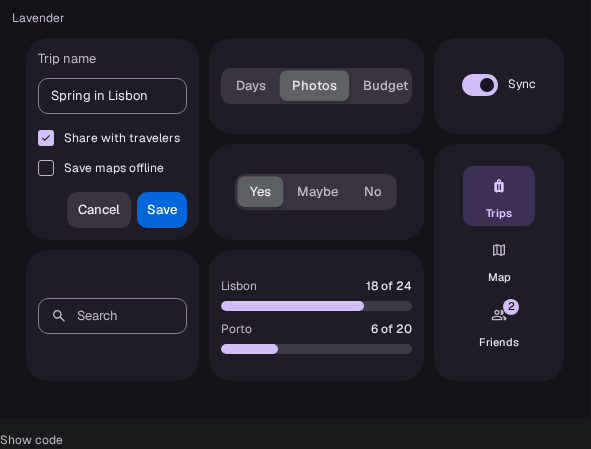 Lavender
Trip name
Spring in Lisbon
Share with travelers
Save maps offline
Cancel Save
Search
Days Photos Budget
Yes Maybe No
Lisbon 18 of 24
Porto 6 of 20
Sync
Trips
Map
2
Friends
Show code